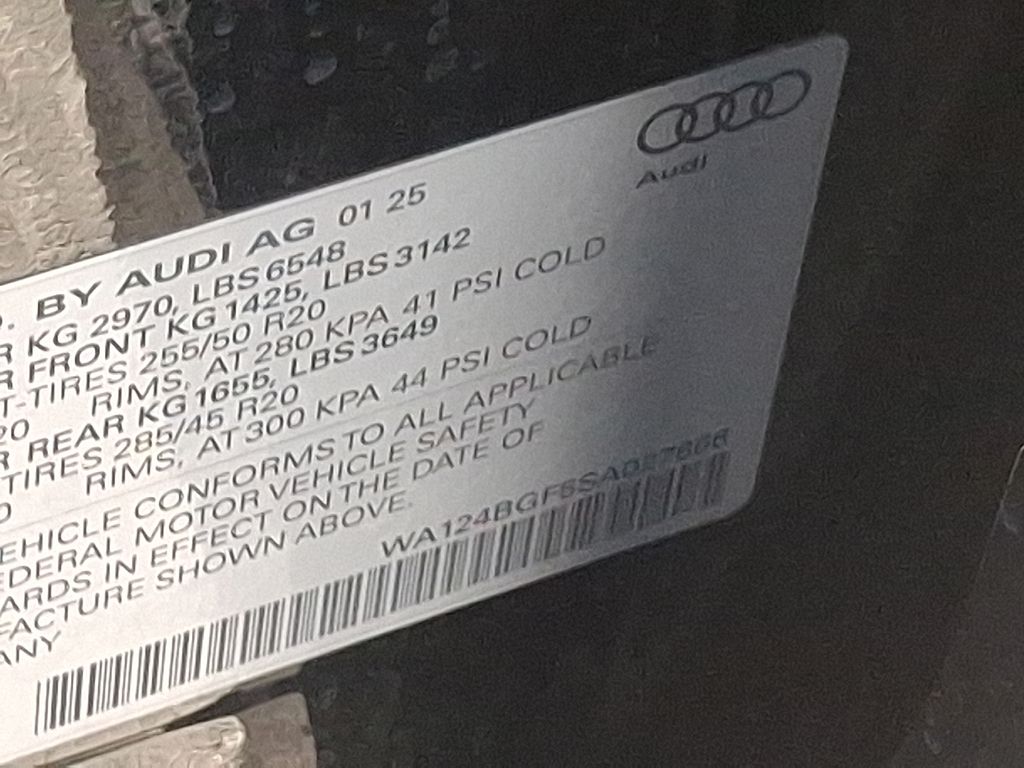 Audi
. BY AUDI AG 01 25
R KG 2970, LBS 6548
R FRONT KG 1425, LBS 3142
T-TIRES 255/50 R20
20 RIMS, AT 280 KPA 41 PSI COLD
R REAR KG 1655, LBS 3649
TIRES 285/45 R20
RIMS, AT 300 KPA 44 PSI COLD
EHICLE CONFORMS TO ALL APPLICABLE
EDERAL MOTOR VEHICLE SAFETY
ARDS IN EFFECT ON THE DATE OF
FACTURE SHOWN ABOVE.
ANY